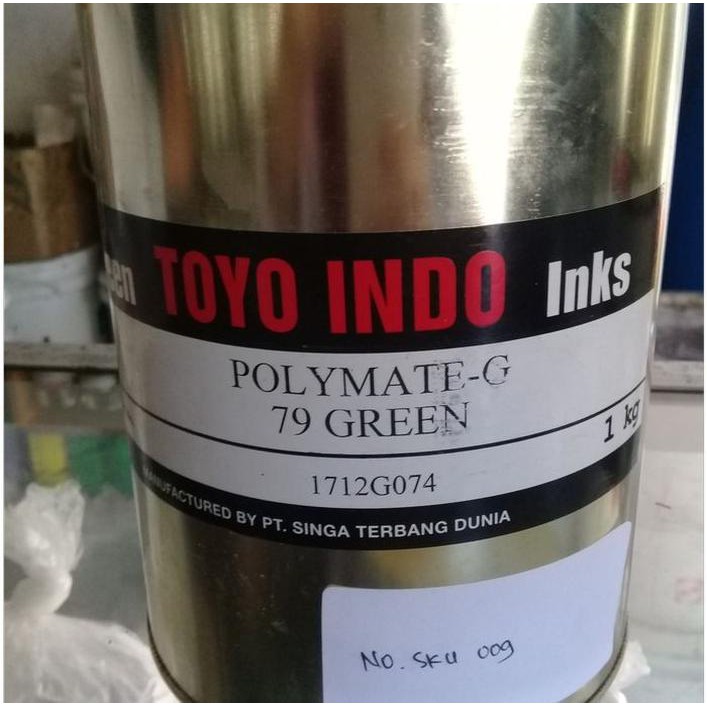 TOYO INDO Inks
POLYMATE-G
79 GREEN
1 kg
1712G074
MANUFACTURED BY PT. SINGA TERBANG DUNIA
NO. SKU 009